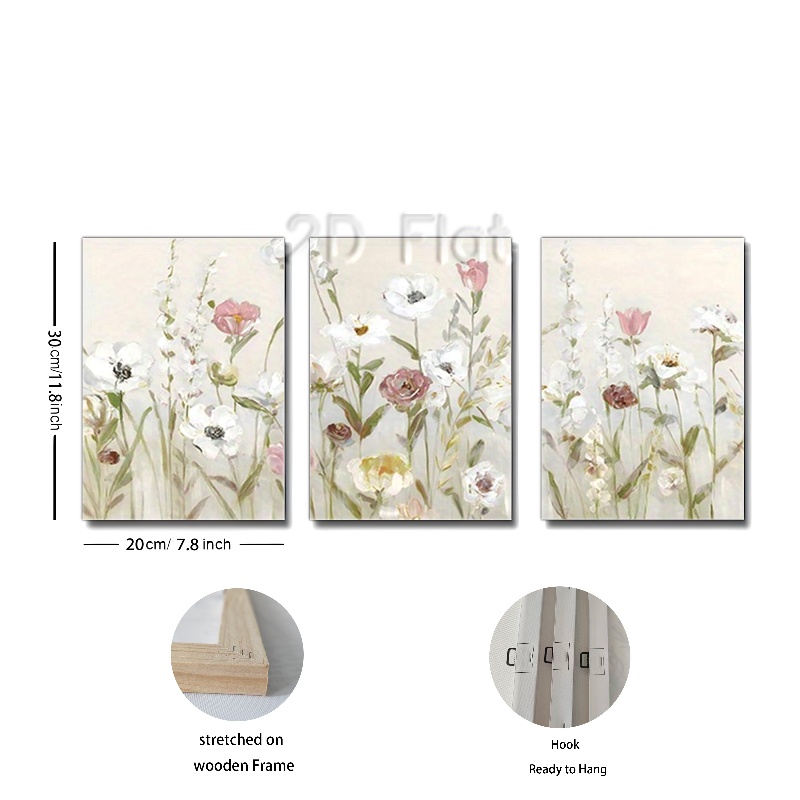 2D Flat
30cm/11.8inch
20cm/ 7.8 inch
stretched on
wooden Frame
Hook
Ready to Hang